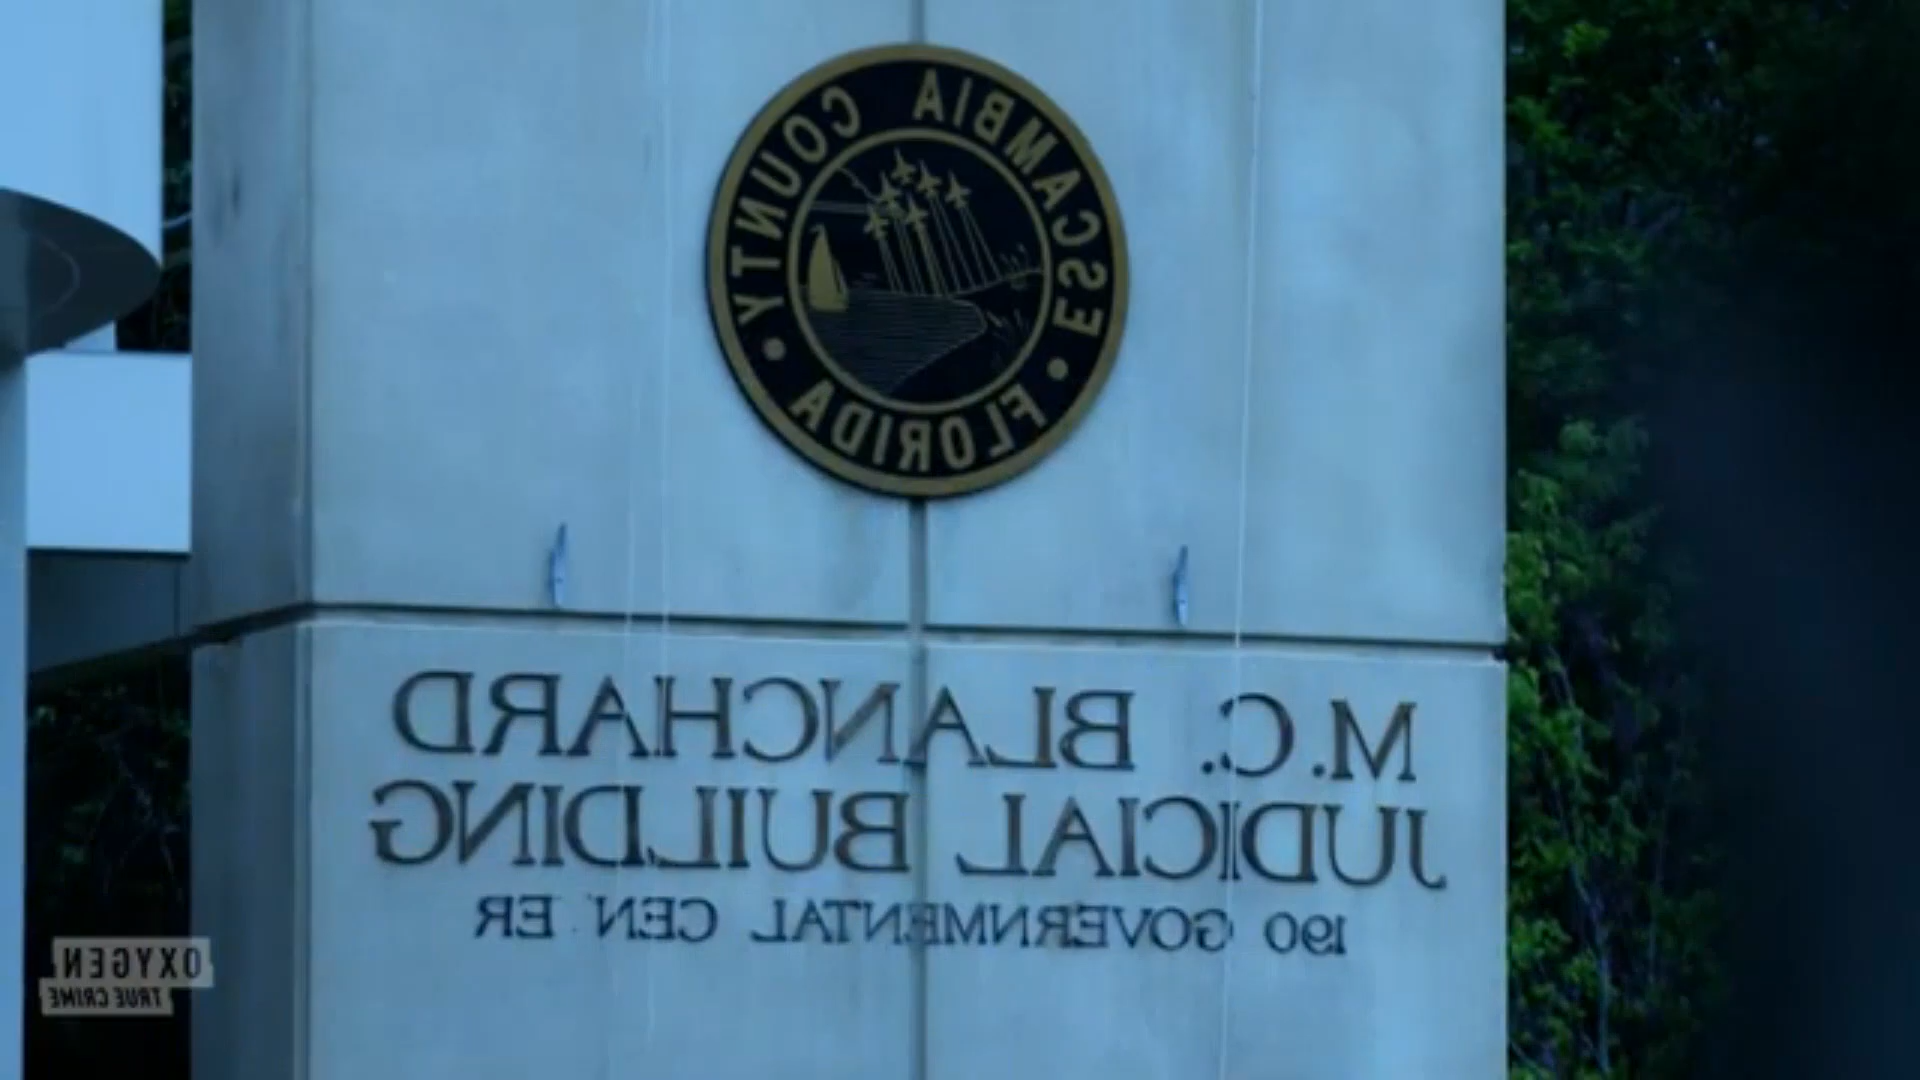 ESCAMBIA COUNTY
• FLORIDA •
M.C. BLANCHARD
JUDICIAL BUILDING
190 GOVERNMENTAL CEN ER
OXYGEN
TRUE CRIME